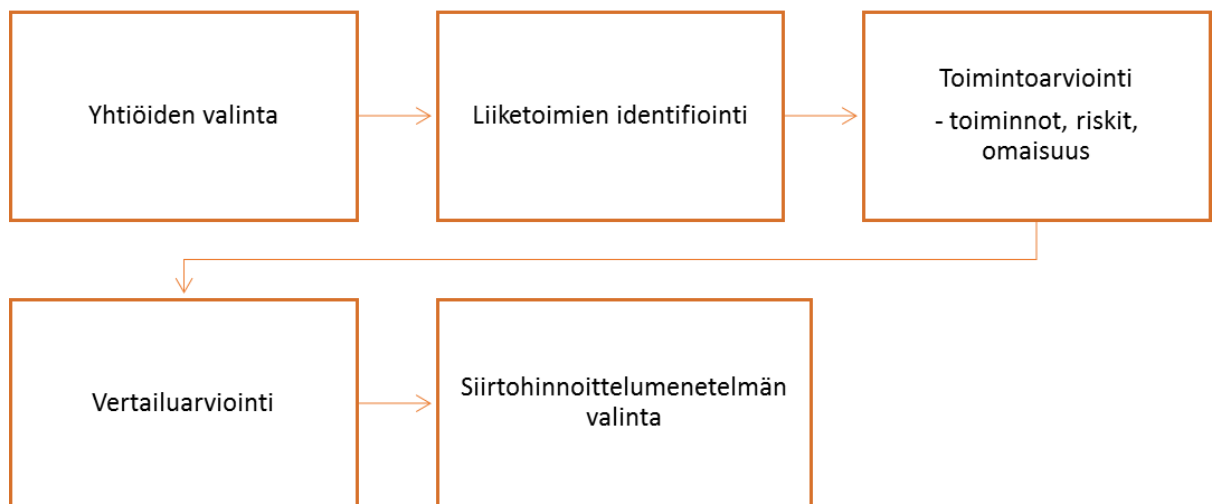 Yhtiöiden valinta
Liiketoimien identifiointi
Toimintoarviointi
- toiminnot, riskit,
omaisuus
Vertailuarviointi
Siirtohinnoittelumenetelmän
valinta